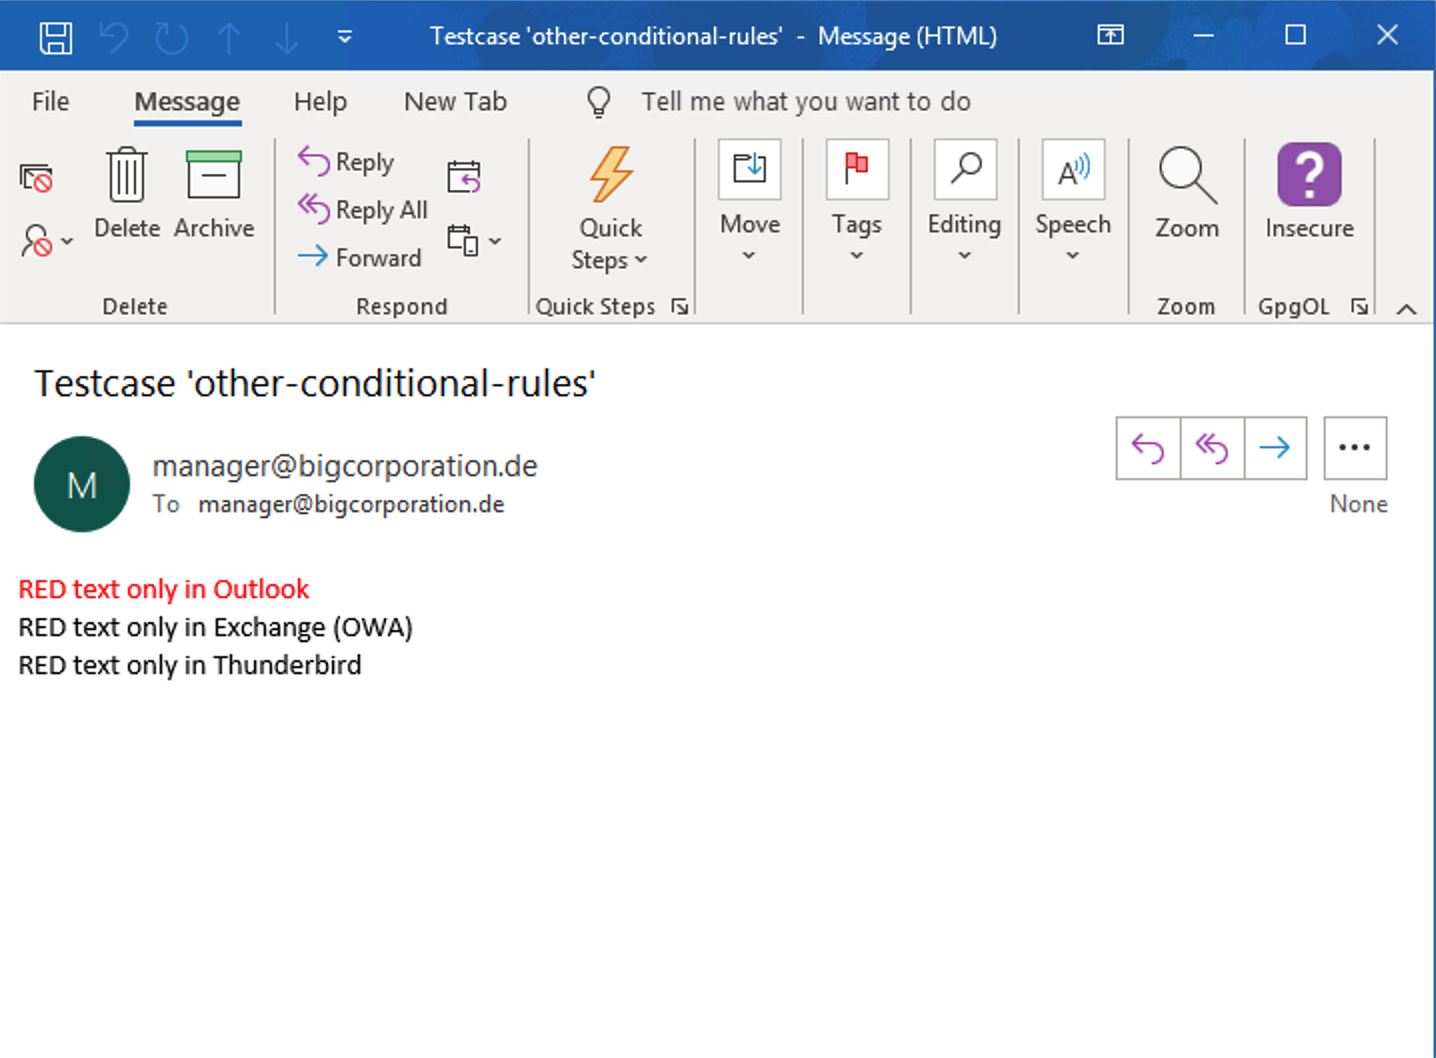 Testcase 'other-conditional-rules' - Message (HTML)
File Message Help New Tab Tell me what you want to do
Delete Archive
Delete
Reply
Reply All
Forward
Respond
Quick
Steps
Quick Steps
Move
Tags
Editing
Speech
Zoom
Zoom
Insecure
GpgOL
Testcase 'other-conditional-rules'
M
manager@bigcorporation.de
To manager@bigcorporation.de
None
RED text only in Outlook
RED text only in Exchange (OWA)
RED text only in Thunderbird